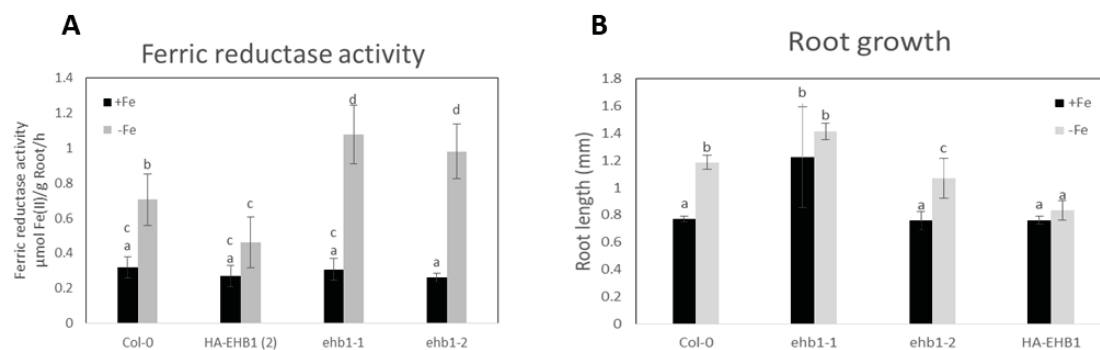 A
Ferric reductase activity
Ferric reductase activity
µmol Fe(II)/g Root/h
1.4
1.2
1
0.8
0.6
0.4
0.2
0
+Fe
-Fe
c
a
b
c
a
c
c
a
d
a
d
Col-0
HA-EHB1 (2)
ehb1-1
ehb1-2
B
Root growth
Root length (mm)
1.8
1.6
1.4
1.2
1
0.8
0.6
0.4
0.2
0
+Fe
-Fe
a
b
b
b
a
c
a
a
Col-0
ehb1-1
ehb1-2
HA-EHB1